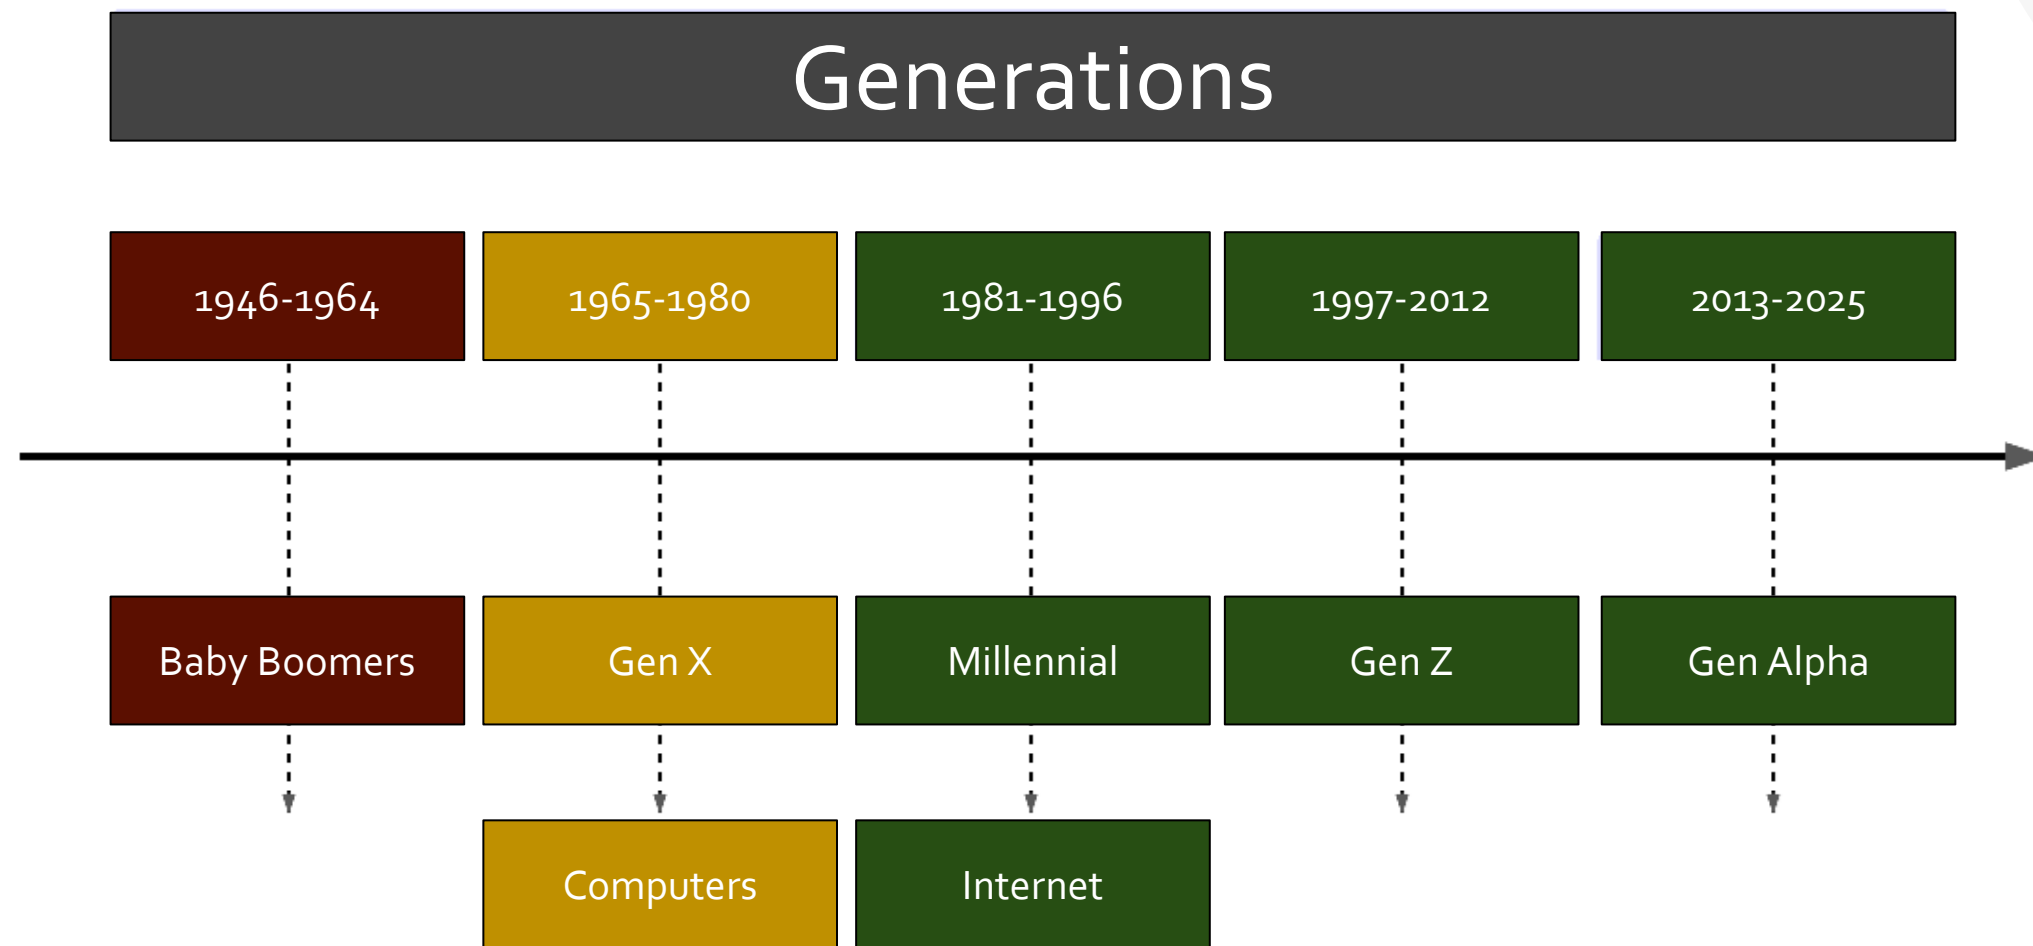 Generations
1946-1964
1965-1980
1981-1996
1997-2012
2013-2025
Baby Boomers
Gen X
Millennial
Gen Z
Gen Alpha
Computers
Internet